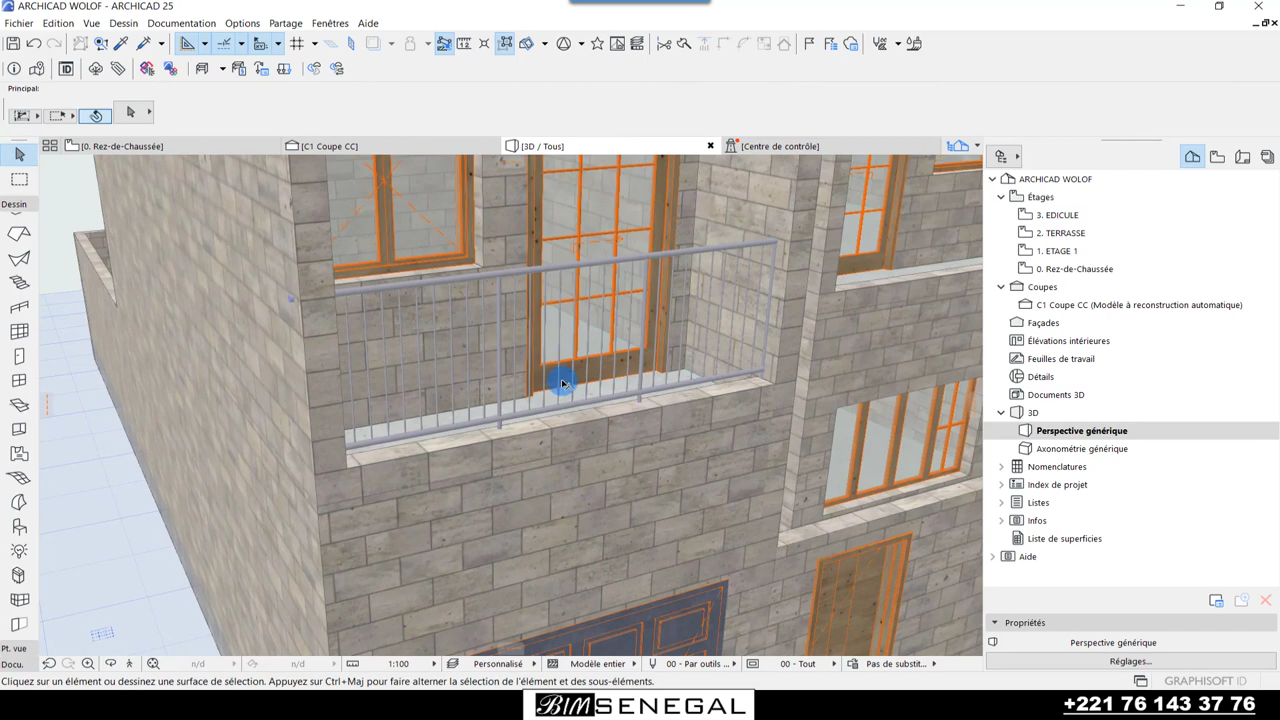 ARCHICAD WOLOF - ARCHICAD 25
Fichier Edition Vue Dessin Documentation Options Partage Fenêtres Aide
Principal:
[0. Rez-de-Chaussée] [C1 Coupe CC] [3D / Tous] [Centre de contrôle]
Dessin
ARCHICAD WOLOF
Étages
3. EDICULE
2. TERRASSE
1. ETAGE 1
0. Rez-de-Chaussée
Coupes
C1 Coupe CC (Modèle à reconstruction automatique)
Façades
Élévations intérieures
Feuilles de travail
Détails
Documents 3D
3D
Perspective générique
Axonométrie générique
Nomenclatures
Index de projet
Listes
Infos
Liste de superficies
Aide
Propriétés
Perspective générique
Réglages...
Pt. vue
Docu.
n/d n/d 1:100 Personnalisé Modèle entier 00 - Par outils ... 00 - Tout Pas de substit...
Cliquez sur un élément ou dessinez une surface de sélection. Appuyez sur Ctrl+Maj pour faire alterner la sélection de l'élément et des sous-éléments.
GRAPHISOFT ID
BIMSENEGAL
+221 76 143 37 76